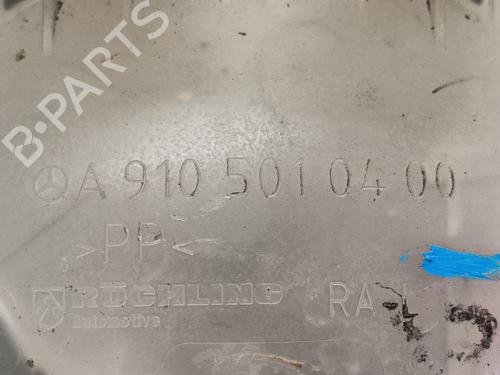 B-PARTS
A 910 501 04 00
>PP<
RÖCHLING RA
Automotive